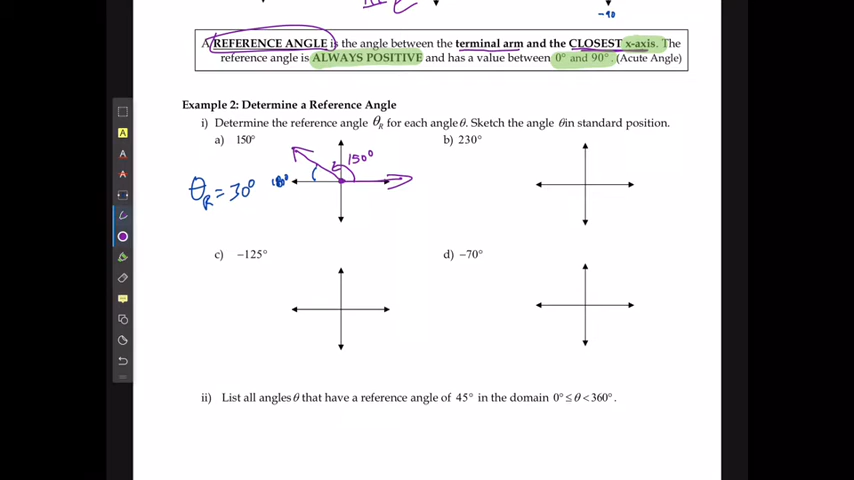 -90
A REFERENCE ANGLE is the angle between the terminal arm and the CLOSEST x-axis. The
reference angle is ALWAYS POSITIVE and has a value between 0° and 90°. (Acute Angle)
Example 2: Determine a Reference Angle
i) Determine the reference angle θR for each angle θ. Sketch the angle θ in standard position.
a) 150°
b) 230°
150°
180°
θR = 30°
c) −125°
d) −70°
ii) List all angles θ that have a reference angle of 45° in the domain 0° ≤ θ < 360°.